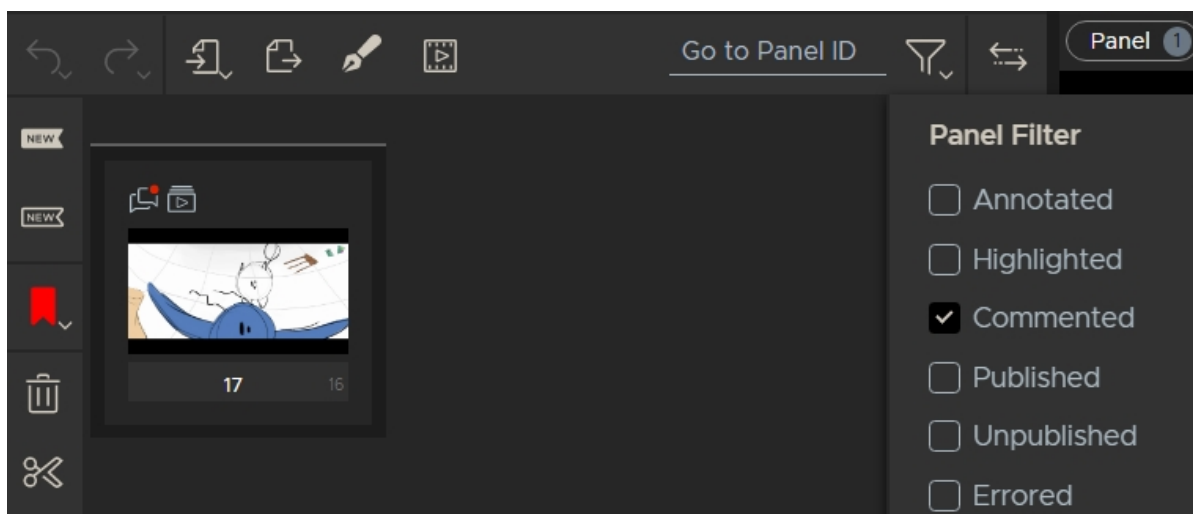 Go to Panel ID
Panel 1
NEW
NEW
17 16
Panel Filter
Annotated
Highlighted
Commented
Published
Unpublished
Errored